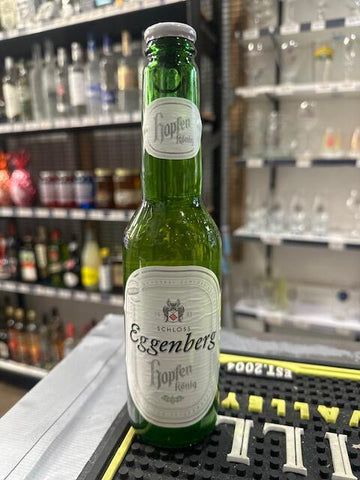 Hopfen
König
SCHLOSS
Eggenberg
Hopfen
König
EST.2004